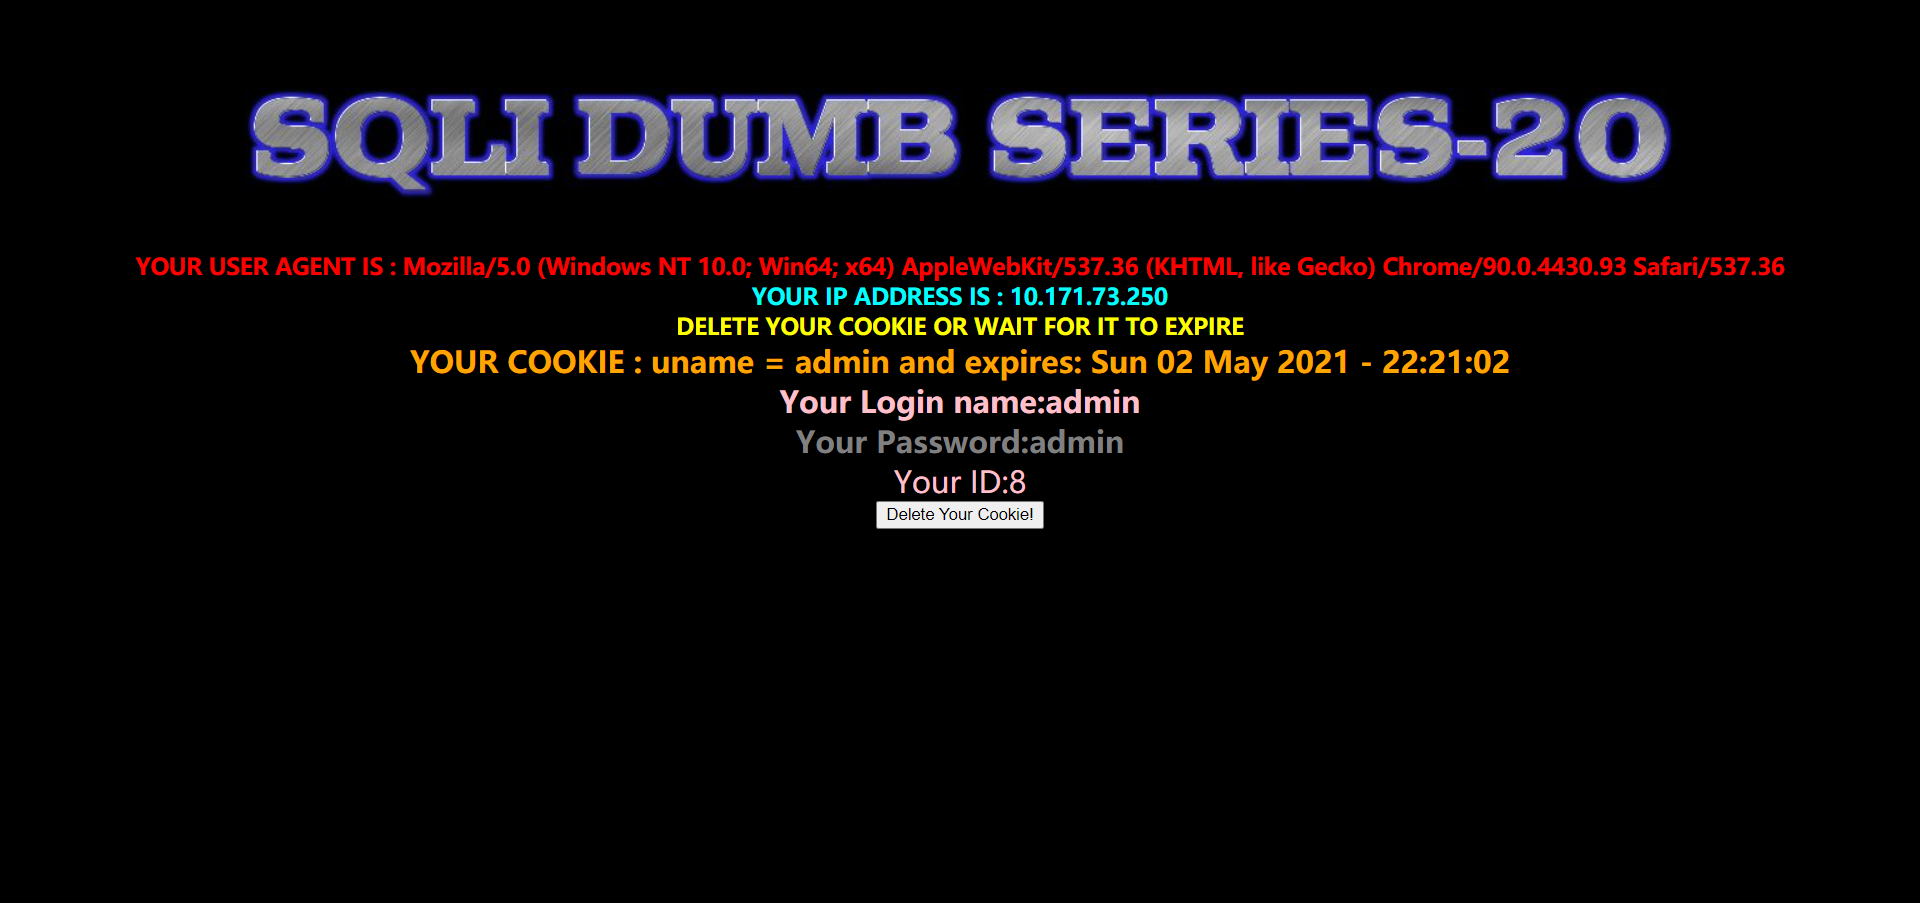 SQLI DUMB SERIES-20
YOUR USER AGENT IS : Mozilla/5.0 (Windows NT 10.0; Win64; x64) AppleWebKit/537.36 (KHTML, like Gecko) Chrome/90.0.4430.93 Safari/537.36
YOUR IP ADDRESS IS : 10.171.73.250
DELETE YOUR COOKIE OR WAIT FOR IT TO EXPIRE
YOUR COOKIE : uname = admin and expires: Sun 02 May 2021 - 22:21:02
Your Login name:admin
Your Password:admin
Your ID:8
Delete Your Cookie!